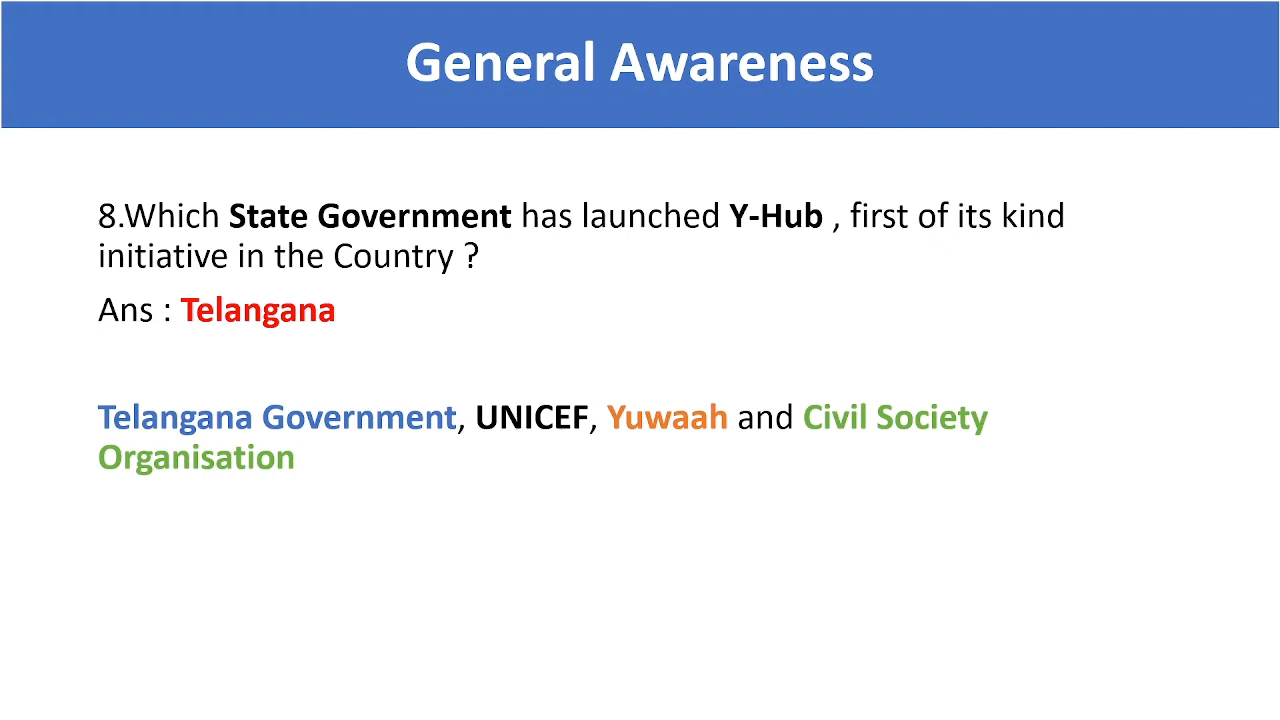 General Awareness
8.Which State Government has launched Y-Hub , first of its kind
initiative in the Country ?
Ans : Telangana
Telangana Government, UNICEF, Yuwaah and Civil Society
Organisation